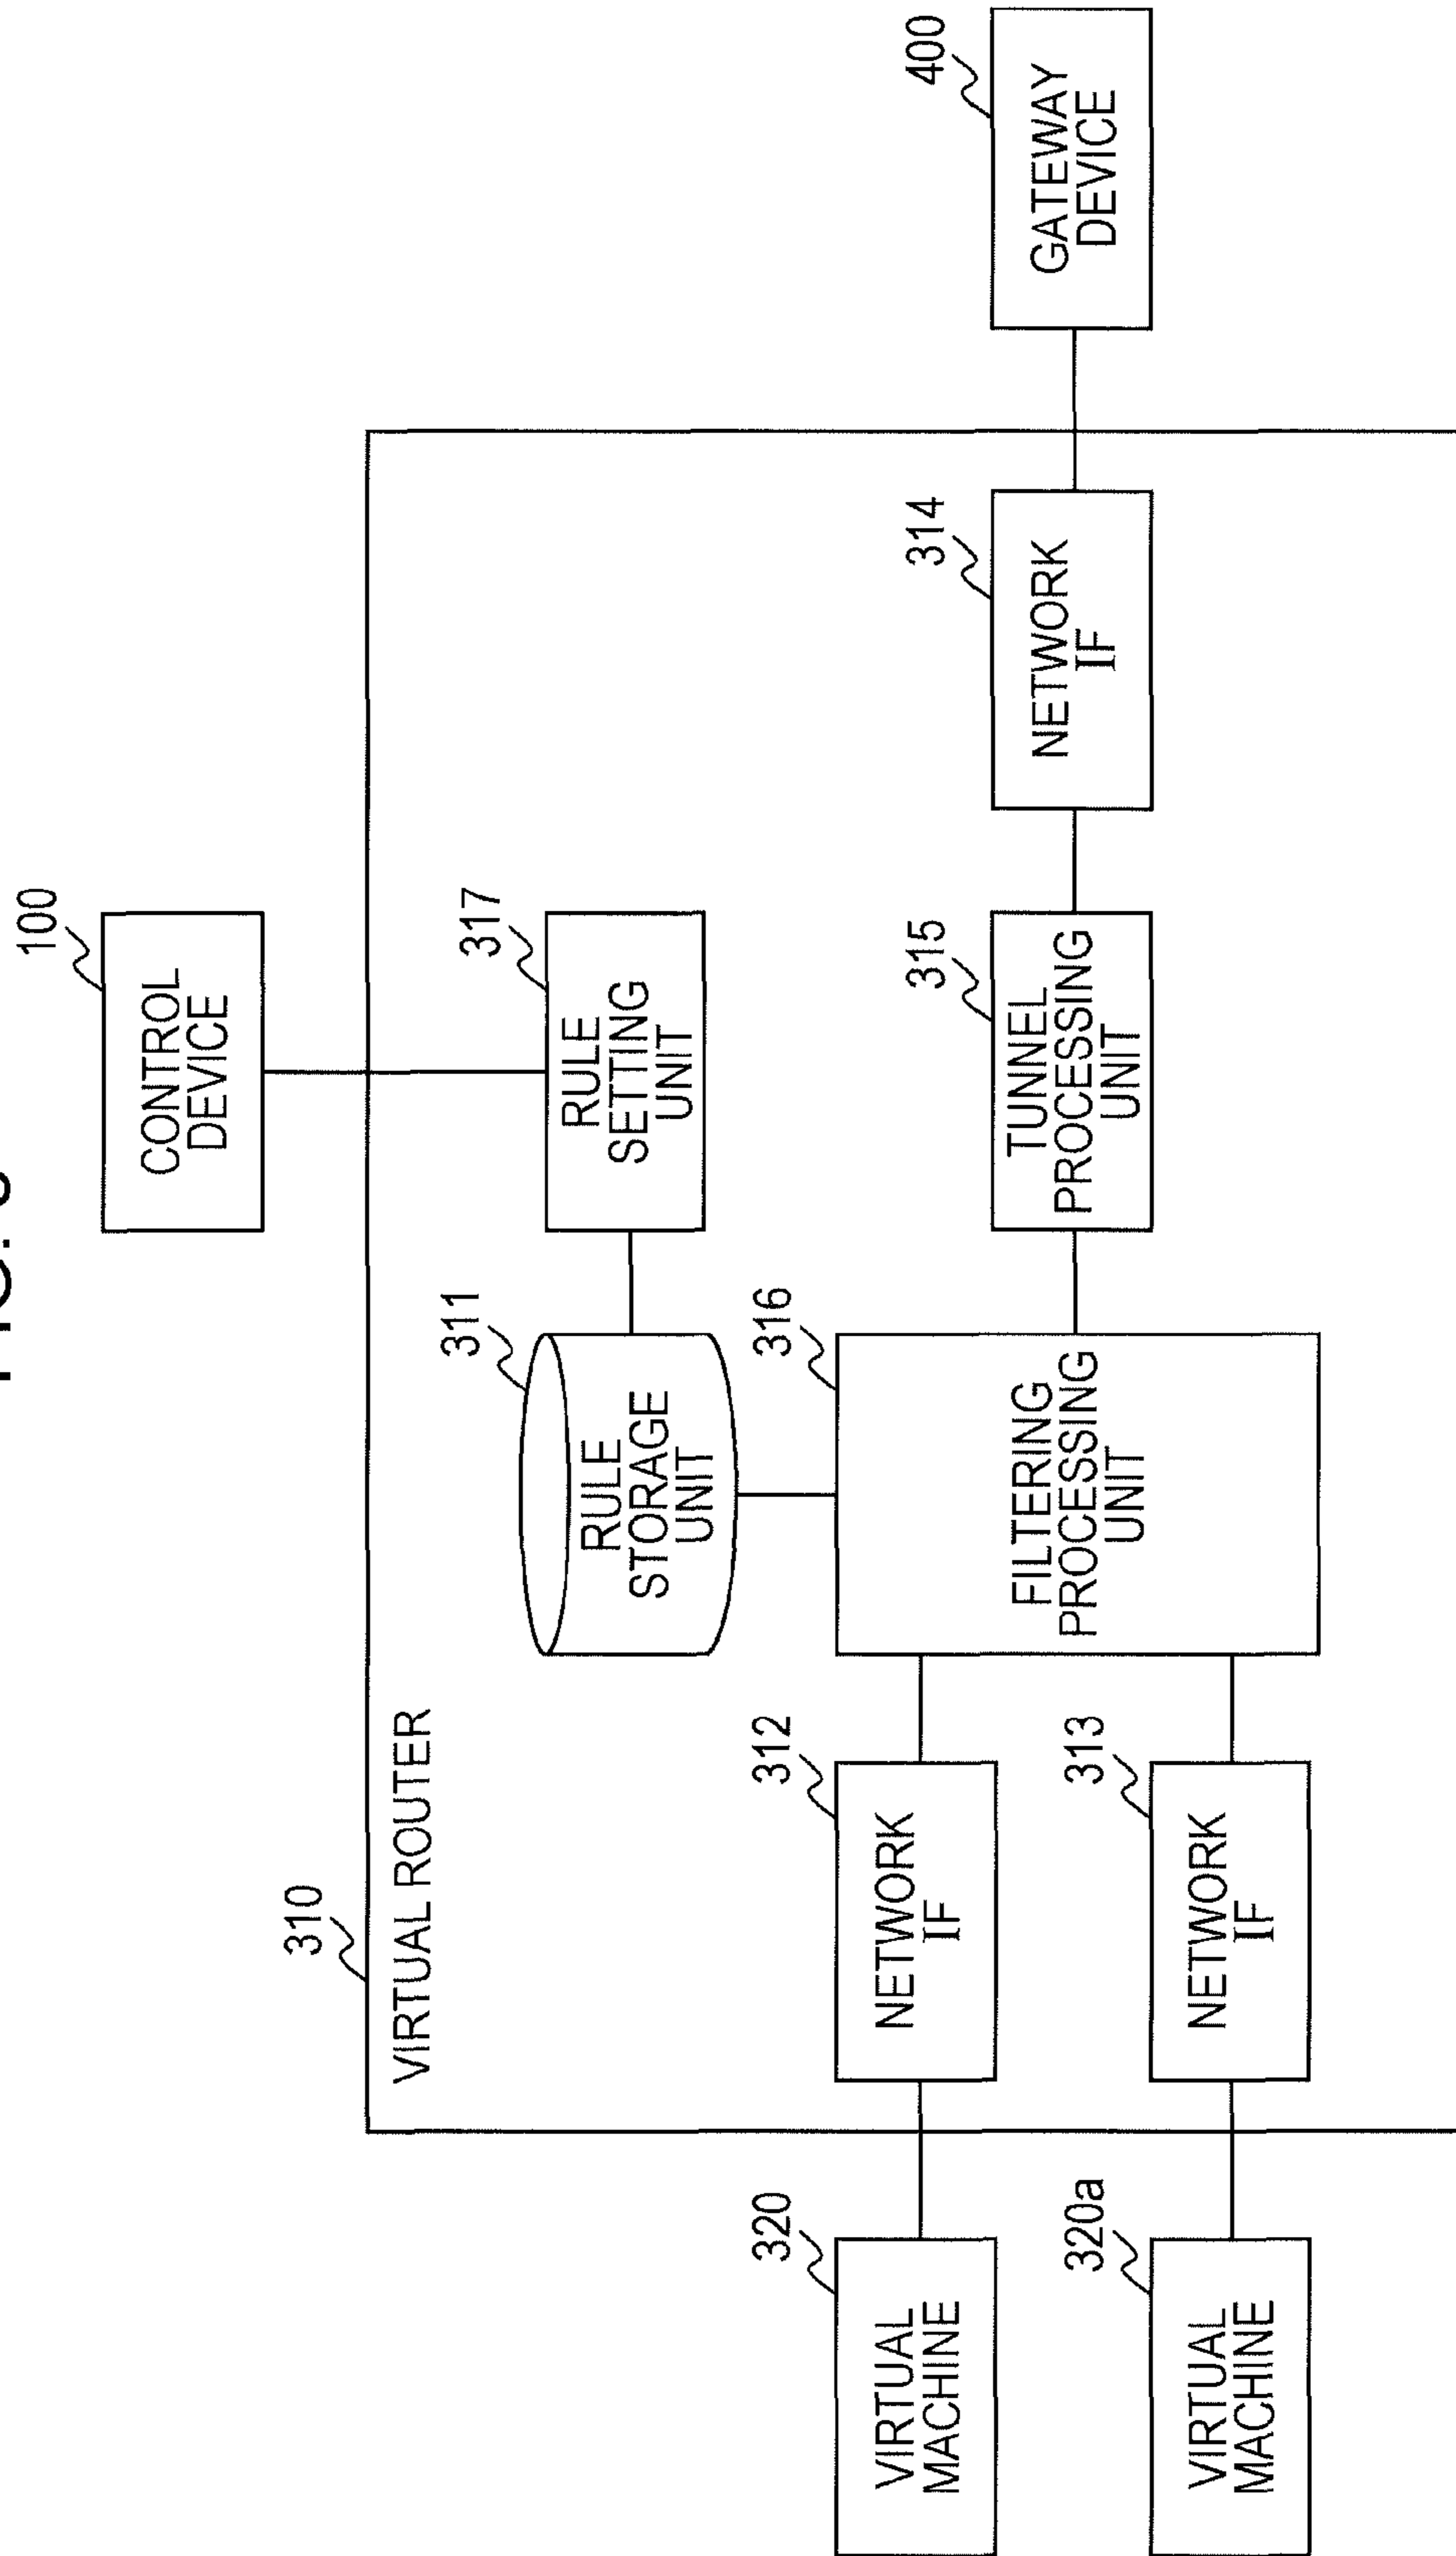 100
CONTROL
DEVICE
310
VIRTUAL ROUTER
311
RULE
STORAGE
UNIT
317
RULE
SETTING
UNIT
320
VIRTUAL
MACHINE
312
NETWORK
IF
316
FILTERING
PROCESSING
UNIT
315
TUNNEL
PROCESSING
UNIT
314
NETWORK
IF
400
GATEWAY
DEVICE
320a
VIRTUAL
MACHINE
313
NETWORK
IF